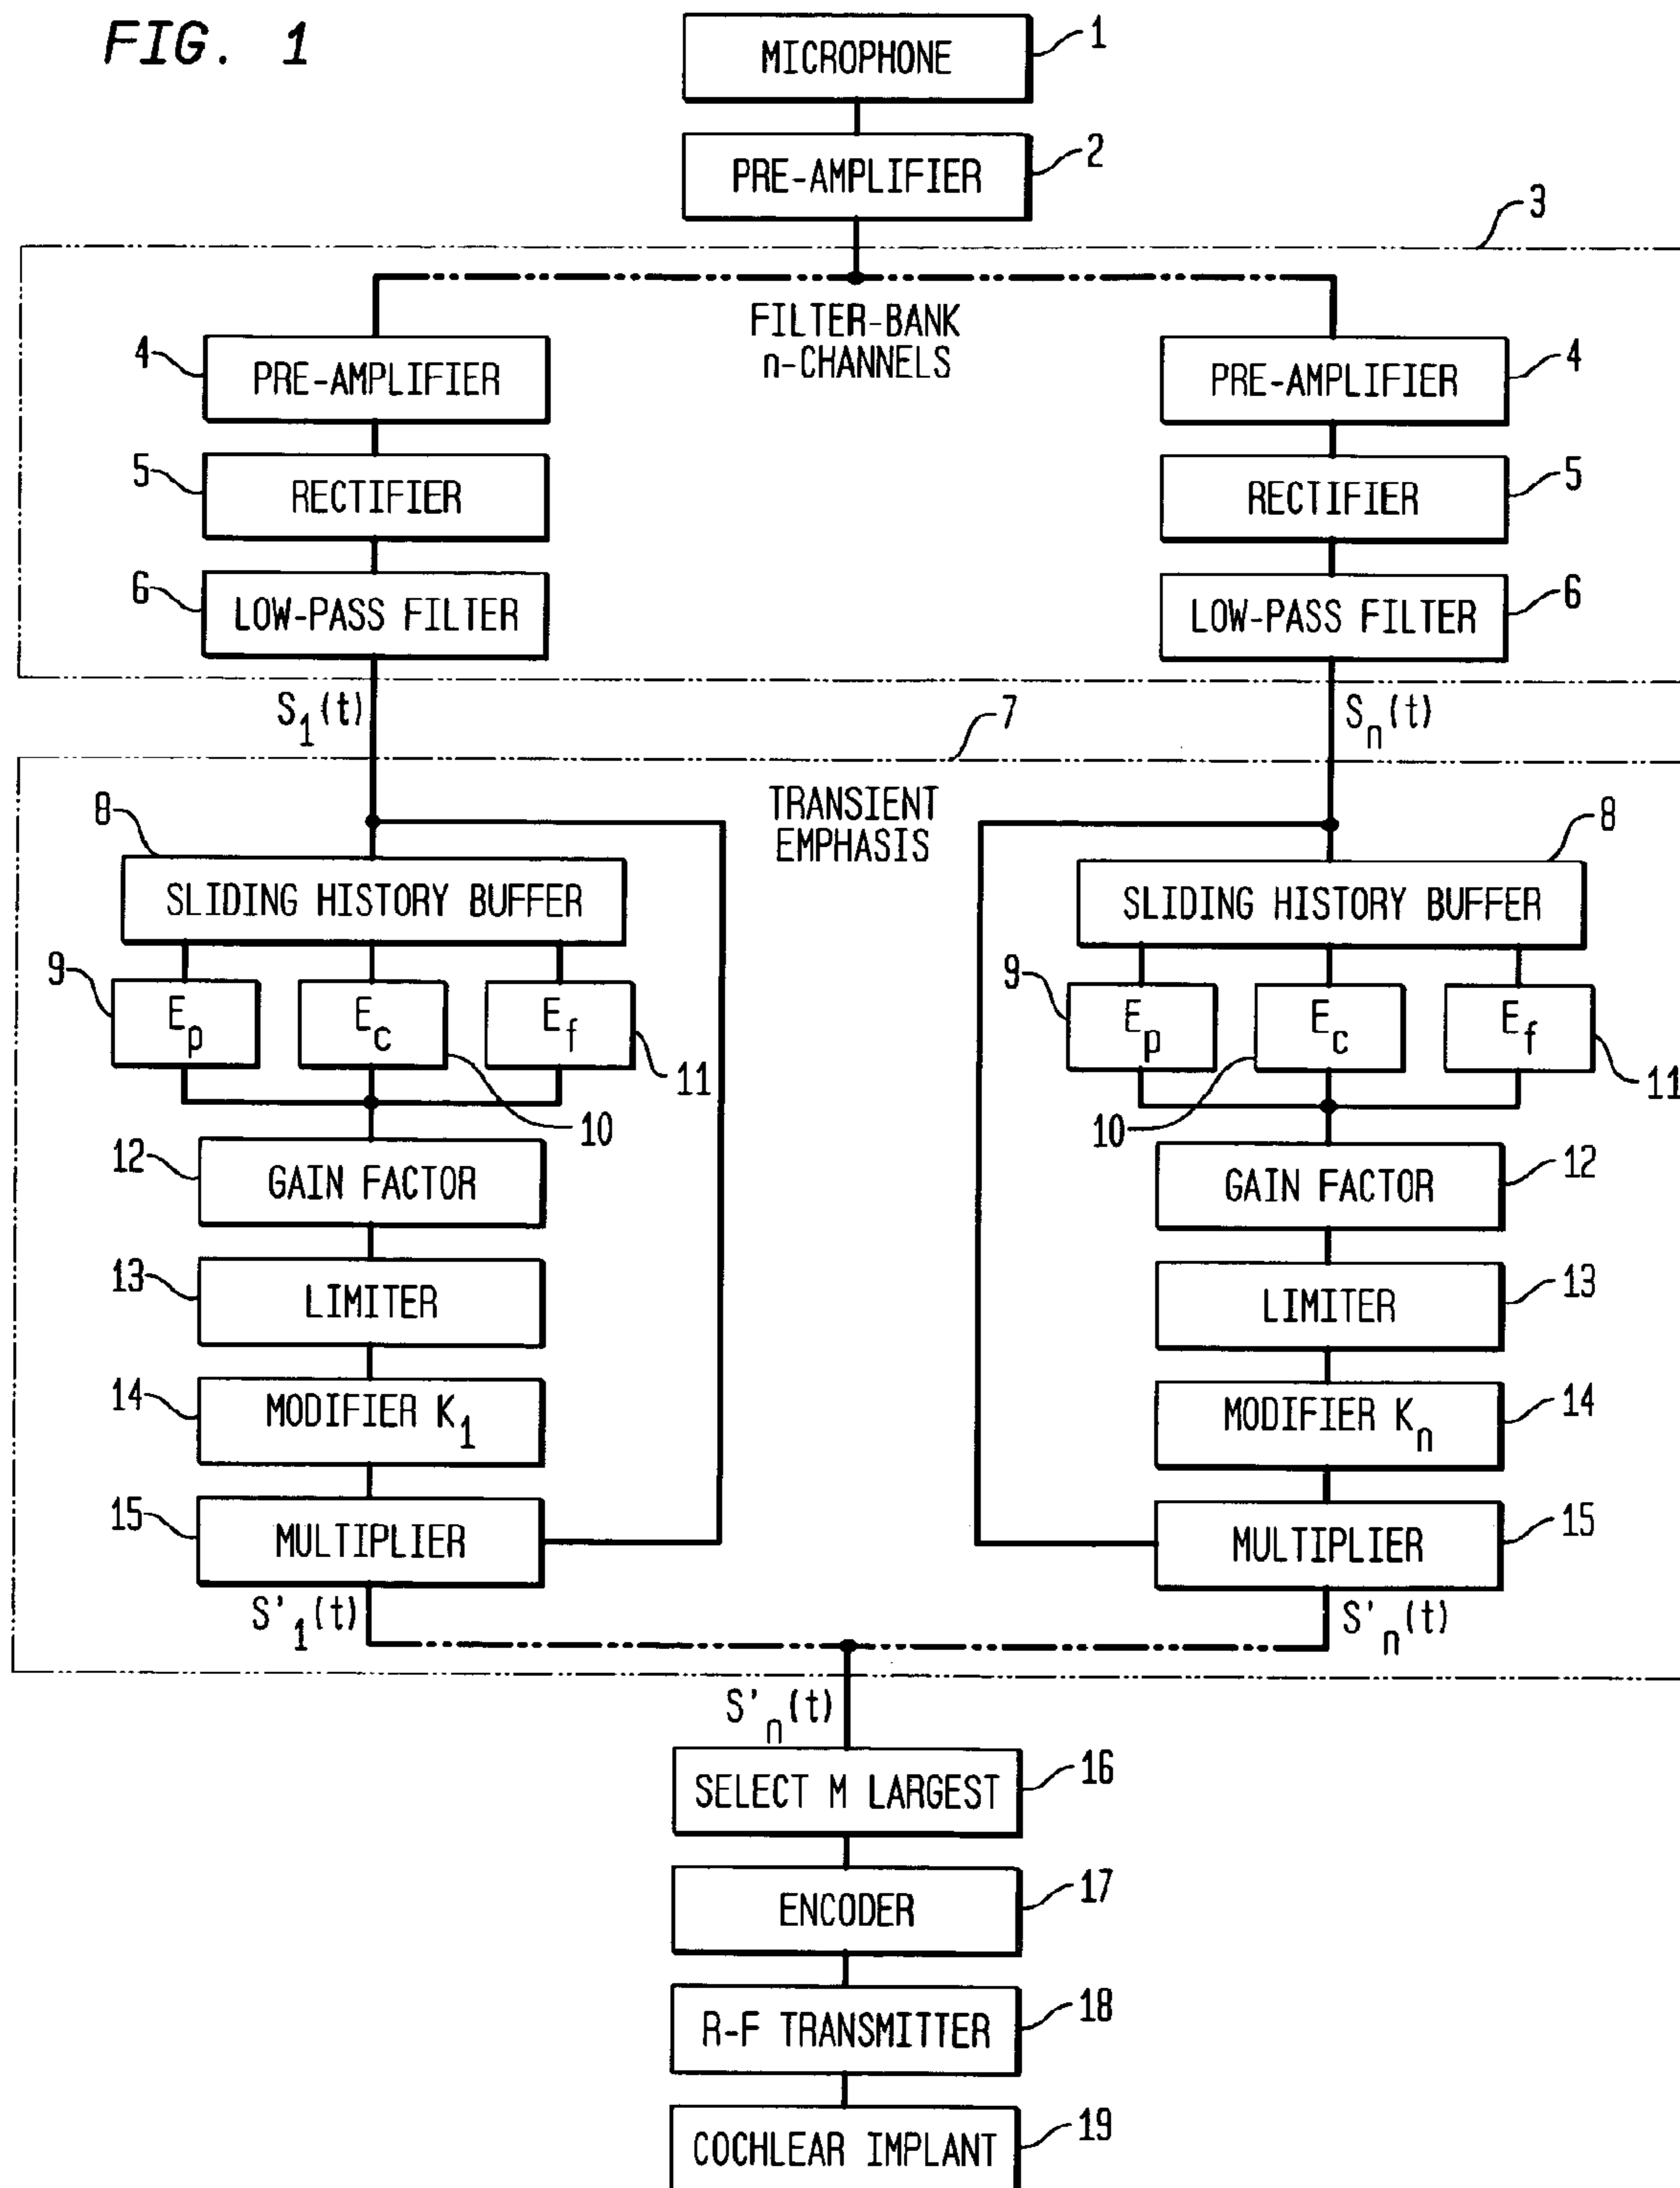 FIG. 1
MICROPHONE
1
PRE-AMPLIFIER
2
3
FILTER-BANK
n-CHANNELS
4
PRE-AMPLIFIER
PRE-AMPLIFIER
4
5
RECTIFIER
RECTIFIER
5
6
LOW-PASS FILTER
LOW-PASS FILTER
6
S1(t)
7
Sn(t)
TRANSIENT
EMPHASIS
8
SLIDING HISTORY BUFFER
8
SLIDING HISTORY BUFFER
9
Ep
Ec
Ef
11
10
9
Ep
Ec
Ef
11
10
12
GAIN FACTOR
GAIN FACTOR
12
13
LIMITER
LIMITER
13
14
MODIFIER K1
MODIFIER Kn
14
15
MULTIPLIER
MULTIPLIER
15
S'1(t)
S'n(t)
S'n(t)
SELECT M LARGEST
16
ENCODER
17
R-F TRANSMITTER
18
COCHLEAR IMPLANT
19